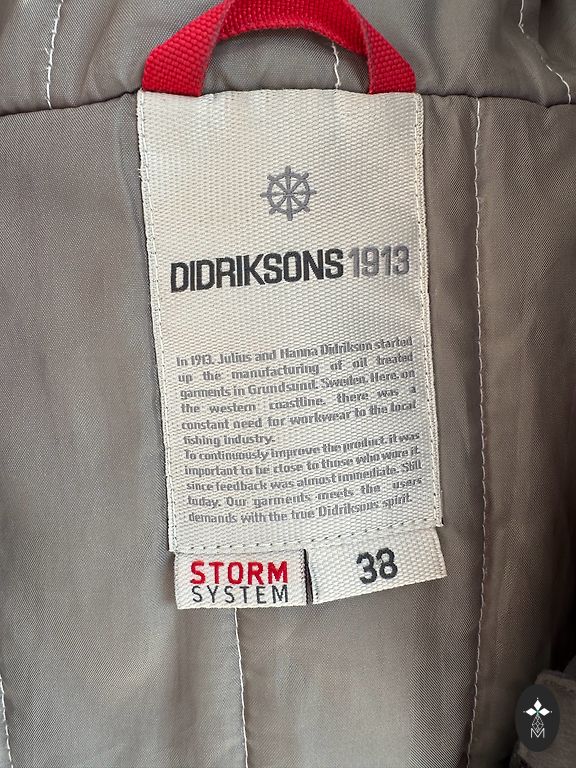 DIDRIKSONS 1913
In 1913, Julius and Hanna Didrikson started
up the manufacturing of oil treated
garments in Grundsund, Sweden. Here, on
the western coastline, there was a
constant need for workwear to the local
fishing industry.
To continuously improve the product, it was
important to be close to those who wore it
since feedback was almost immediate. Still
today. Our garments meets the users
demands with the true Didriksons spirit.
STORM
SYSTEM
38
M